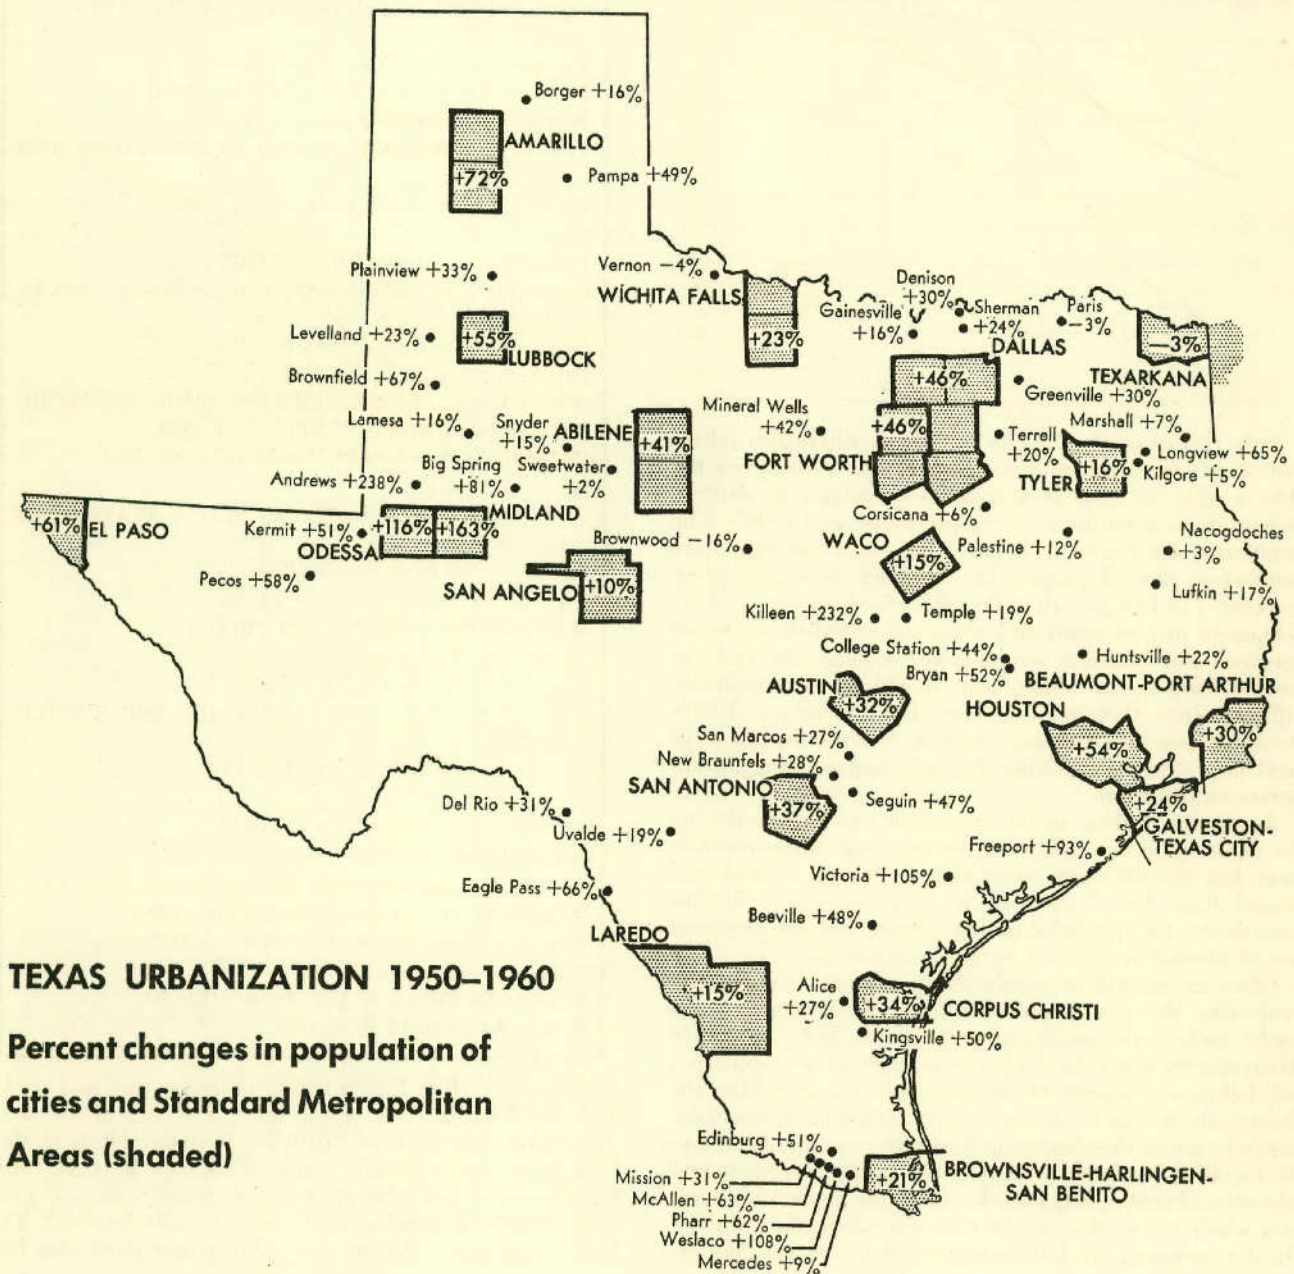 Borger +16%
AMARILLO
+72%
Pampa +49%
Plainview +33%
Vernon −4%
WICHITA FALLS
+23%
Denison
+30%
Sherman
+24%
Gainesville
+16%
Paris
−3%
−3%
TEXARKANA
Levelland +23%
+55%
LUBBOCK
DALLAS
+46%
Greenville
+30%
Brownfield +67%
Lamesa +16%
Snyder
+15%
ABILENE
+41%
Mineral Wells
+42%
+46%
FORT WORTH
Terrell
+20%
Marshall +7%
Longview +65%
Kilgore +5%
+16%
TYLER
Big Spring
+81%
Sweetwater
+2%
Andrews +238%
MIDLAND
+163%
+116%
ODESSA
Kermit +51%
+61%
EL PASO
Pecos +58%
Corsicana +6%
Brownwood −16%
WACO
+15%
Palestine +12%
Nacogdoches
+3%
SAN ANGELO
+10%
Lufkin +17%
Killeen +232%
Temple +19%
College Station +44%
Bryan +52%
Huntsville +22%
BEAUMONT-PORT ARTHUR
+30%
AUSTIN
+32%
HOUSTON
+54%
San Marcos +27%
New Braunfels +28%
SAN ANTONIO
+37%
Seguin +47%
+24%
GALVESTON-
TEXAS CITY
Del Rio +31%
Uvalde +19%
Freeport +93%
Eagle Pass +66%
Victoria +105%
Beeville +48%
LAREDO
+15%
Alice
+27%
+34%
CORPUS CHRISTI
Kingsville +50%
TEXAS URBANIZATION 1950–1960
Percent changes in population of
cities and Standard Metropolitan
Areas (shaded)
Edinburg +51%
Mission +31%
McAllen +63%
Pharr +62%
Weslaco +108%
Mercedes +9%
+21%
BROWNSVILLE-HARLINGEN-
SAN BENITO